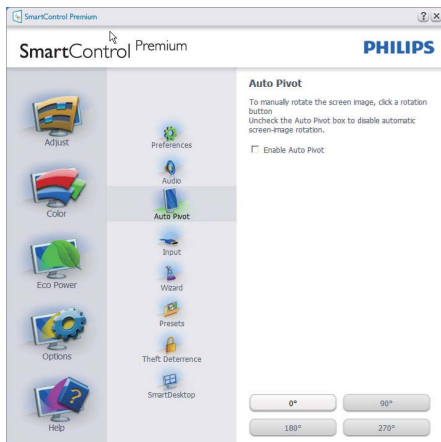 SmartControl Premium
SmartControl Premium
PHILIPS
Adjust
Color
Eco Power
Options
Help
Preferences
Audio
Auto Pivot
Input
Wizard
Presets
Theft Deterrence
SmartDesktop
Auto Pivot
To manually rotate the screen image, click a rotation
button
Uncheck the Auto Pivot box to disable automatic
screen-image rotation.
Enable Auto Pivot
0°
90°
180°
270°